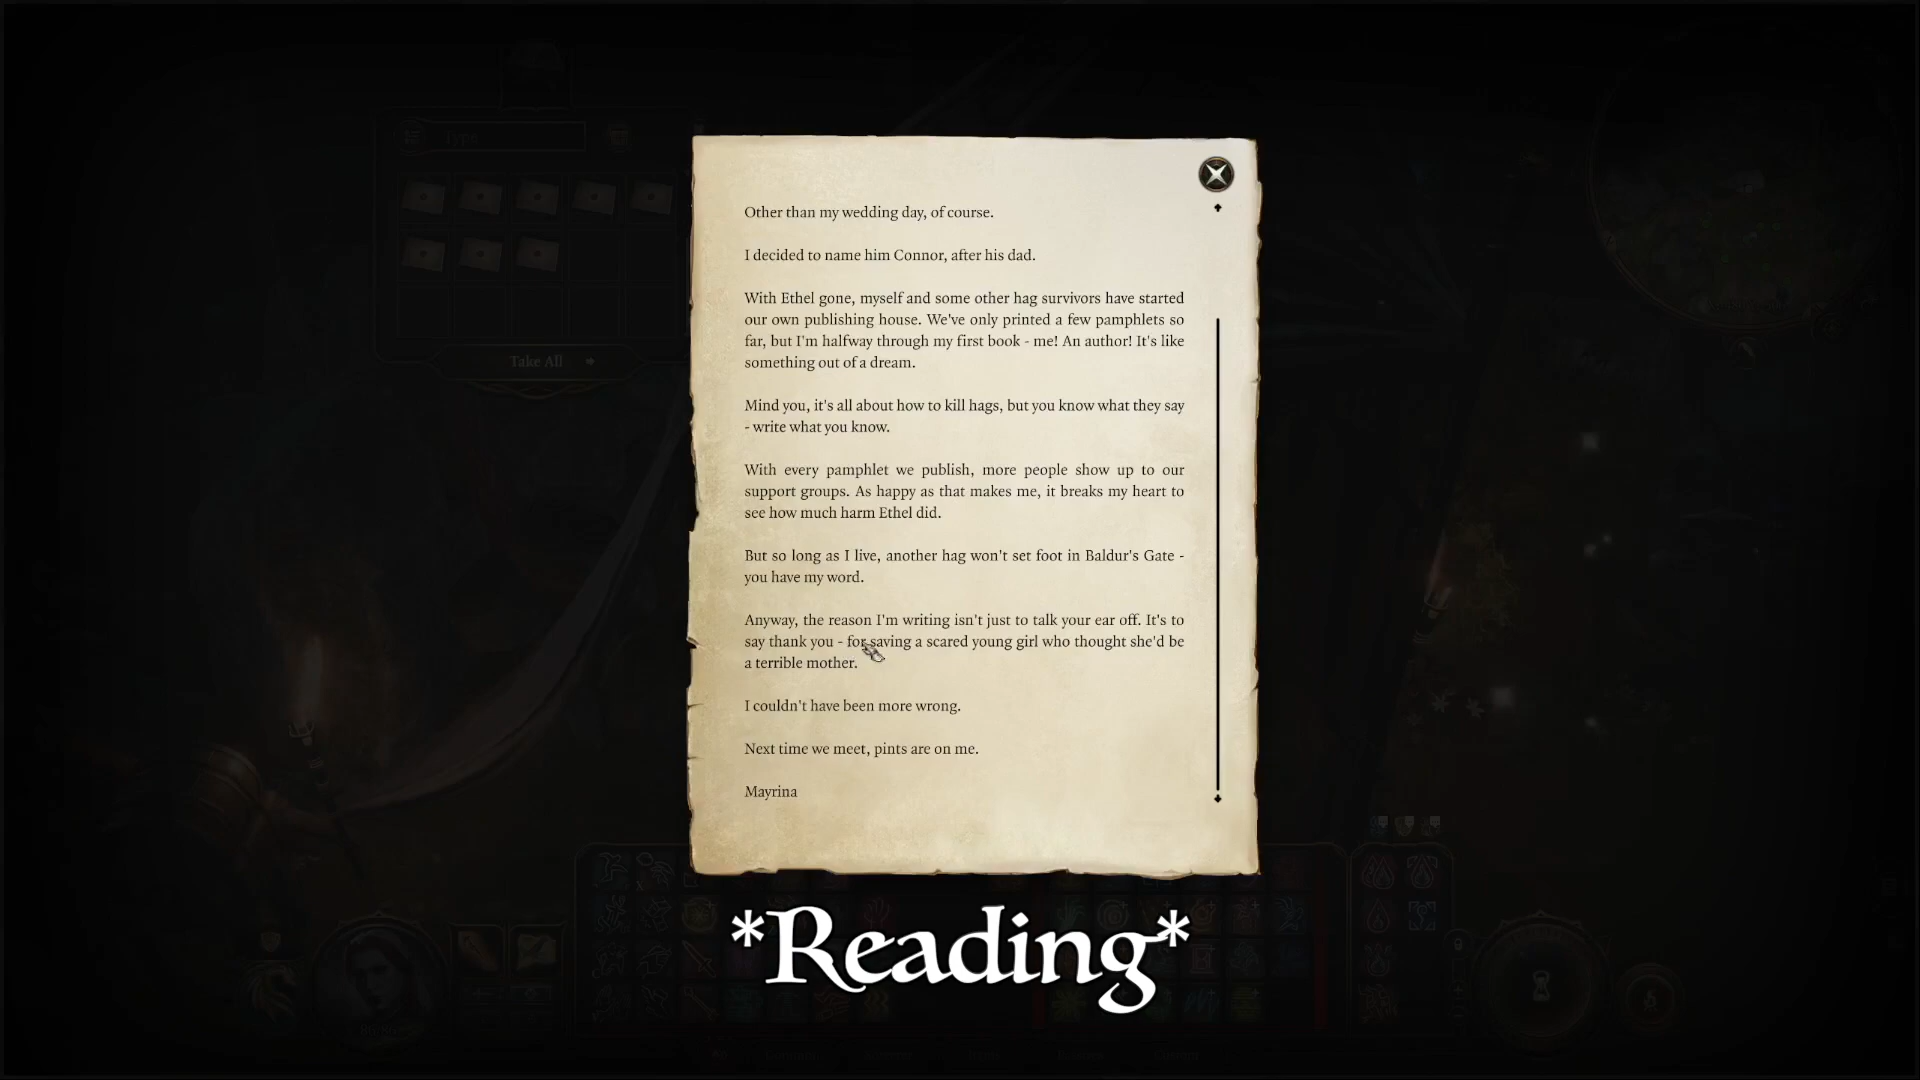 Type
Take All
Other than my wedding day, of course.
I decided to name him Connor, after his dad.
With Ethel gone, myself and some other hag survivors have started
our own publishing house. We've only printed a few pamphlets so
far, but I'm halfway through my first book - me! An author! It's like
something out of a dream.
Mind you, it's all about how to kill hags, but you know what they say
- write what you know.
With every pamphlet we publish, more people show up to our
support groups. As happy as that makes me, it breaks my heart to
see how much harm Ethel did.
But so long as I live, another hag won't set foot in Baldur's Gate -
you have my word.
Anyway, the reason I'm writing isn't just to talk your ear off. It's to
say thank you - for saving a scared young girl who thought she'd be
a terrible mother.
I couldn't have been more wrong.
Next time we meet, pints are on me.
Mayrina
*Reading*